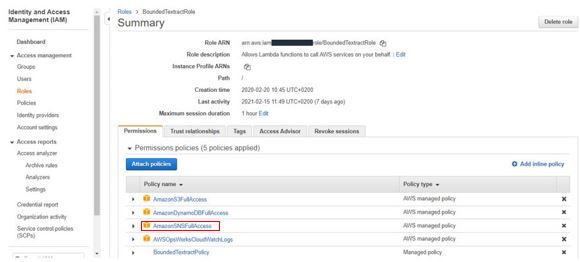 Identity and Access Management (IAM)
Dashboard
Access management
Groups
Users
Roles
Policies
Identity providers
Account settings
Access reports
Access analyzer
Archive rules
Analyzers
Settings
Credential report
Organization activity
Service control policies (SCPs)
Roles > BoundedTextractRole
Summary
Delete role
Role ARN arn:aws:iam role/BoundedTextractRole
Role description Allows Lambda functions to call AWS services on your behalf. | Edit
Instance Profile ARNs
Path /
Creation time 2020-02-20 10:45 UTC+0200
Last activity 2021-02-15 11:49 UTC+0200 (7 days ago)
Maximum session duration 1 hour Edit
Permissions Trust relationships Tags Access Advisor Revoke sessions
Permissions policies (5 policies applied)
Attach policies Add inline policy
Policy name Policy type
AmazonS3FullAccess AWS managed policy
AmazonDynamoDBFullAccess AWS managed policy
AmazonSNSFullAccess AWS managed policy
AWSOpsWorksCloudWatchLogs AWS managed policy
BoundedTextractPolicy Managed policy